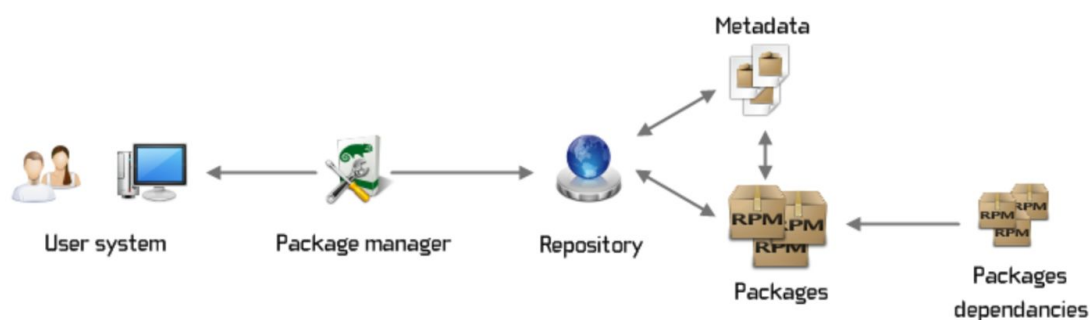 Metadata
User system
Package manager
Repository
RPM
RPM
RPM
Packages
RPM
RPM
RPM
Packages
dependancies